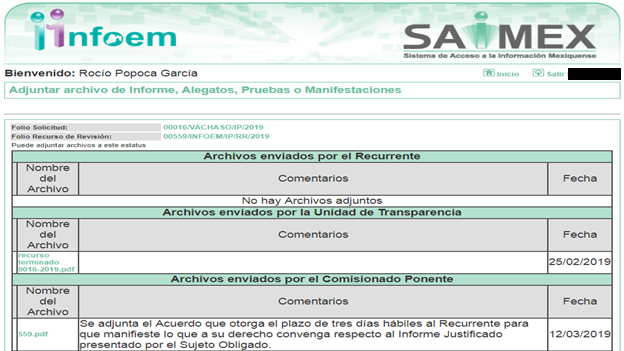 infoem
SAIMEX
Sistema de Acceso a la Información Mexiquense
Bienvenido: Rocío Popoca García
Inicio Salir
Adjuntar archivo de Informe, Alegatos, Pruebas o Manifestaciones
Folio Solicitud: 00016/VACHASO/IP/2019
Folio Recurso de Revisión: 00559/INFOEM/IP/RR/2019
Puede adjuntar archivos a este estatus
Archivos enviados por el Recurrente
Nombre del Archivo Comentarios Fecha
No hay Archivos adjuntos
Archivos enviados por la Unidad de Transparencia
Nombre del Archivo Comentarios Fecha
recurso terminado 0016-2019.pdf 25/02/2019
Archivos enviados por el Comisionado Ponente
Nombre del Archivo Comentarios Fecha
559.pdf Se adjunta el Acuerdo que otorga el plazo de tres días hábiles al Recurrente para
que manifieste lo que a su derecho convenga respecto al Informe Justificado 12/03/2019
presentado por el Sujeto Obligado.